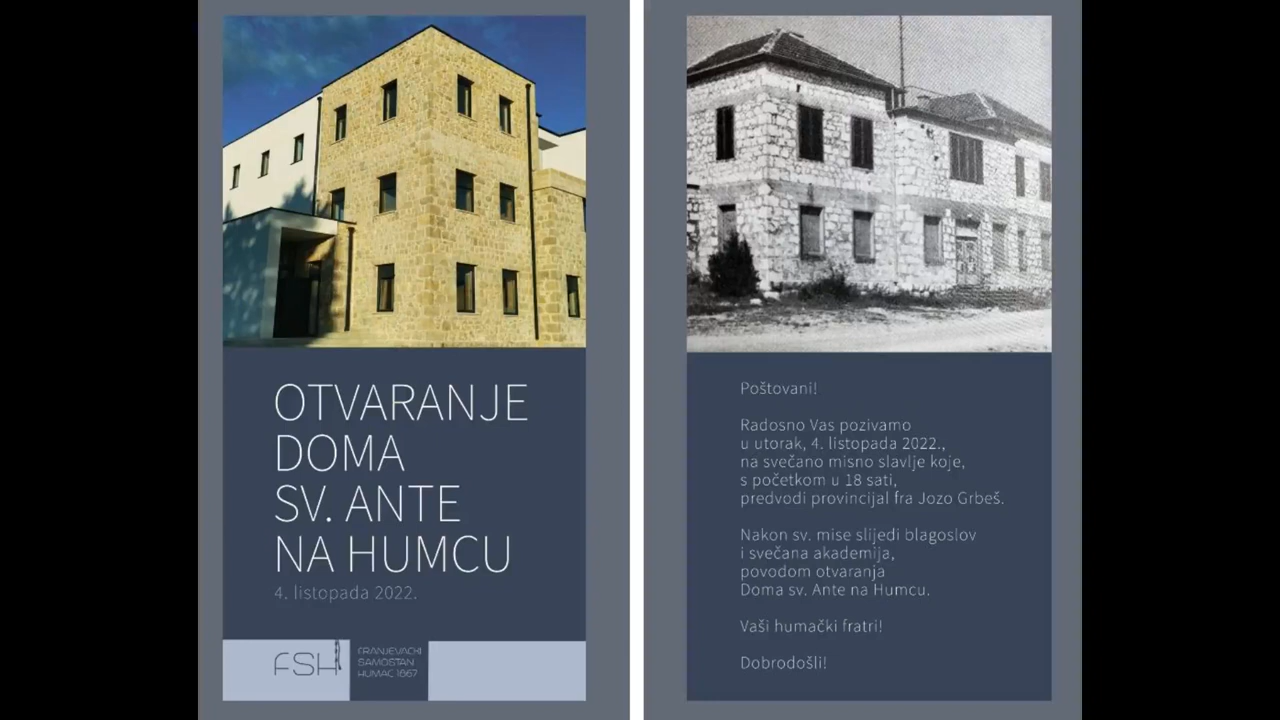 OTVARANJE
DOMA
SV. ANTE
NA HUMCU
4. listopada 2022.
FSH
FRANJEVAČKI
SAMOSTAN
HUMAC 1867
Poštovani!
Radosno Vas pozivamo
u utorak, 4. listopada 2022.,
na svečano misno slavlje koje,
s početkom u 18 sati,
predvodi provincijal fra Jozo Grbeš.
Nakon sv. mise slijedi blagoslov
i svečana akademija,
povodom otvaranja
Doma sv. Ante na Humcu.
Vaši humački fratri!
Dobrodošli!